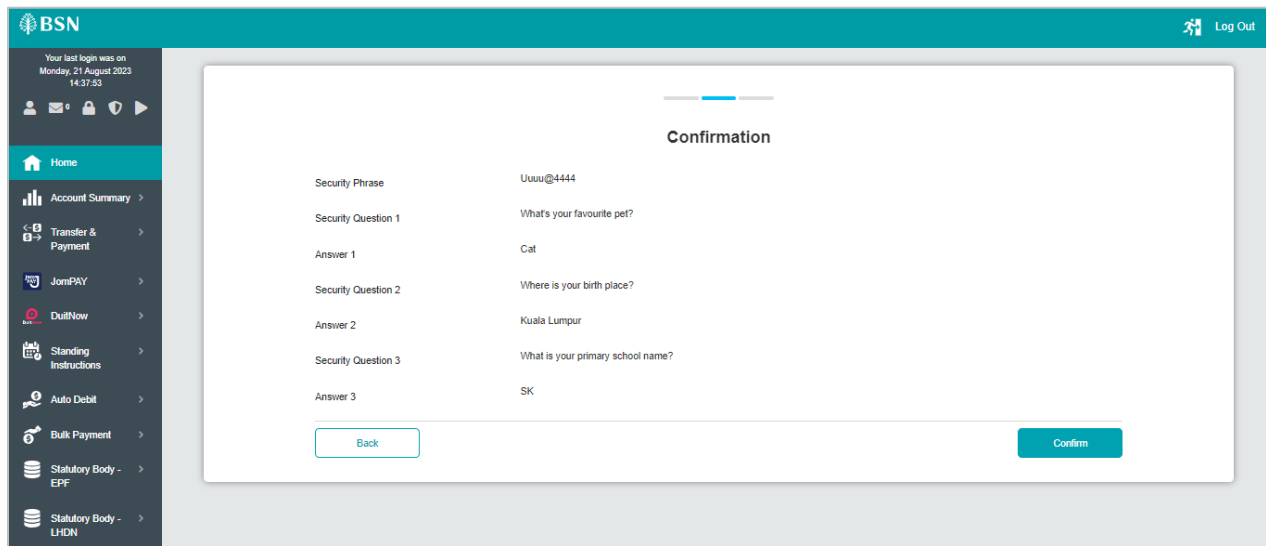 BSN
Log Out
Your last login was on
Monday, 21 August 2023
14:37:53
0
Home
Account Summary
Transfer &
Payment
JomPAY
DuitNow
Standing
Instructions
Auto Debit
Bulk Payment
Statutory Body -
EPF
Statutory Body -
LHDN
Confirmation
Security Phrase Uuuu@4444
Security Question 1 What's your favourite pet?
Answer 1 Cat
Security Question 2 Where is your birth place?
Answer 2 Kuala Lumpur
Security Question 3 What is your primary school name?
Answer 3 SK
Back Confirm